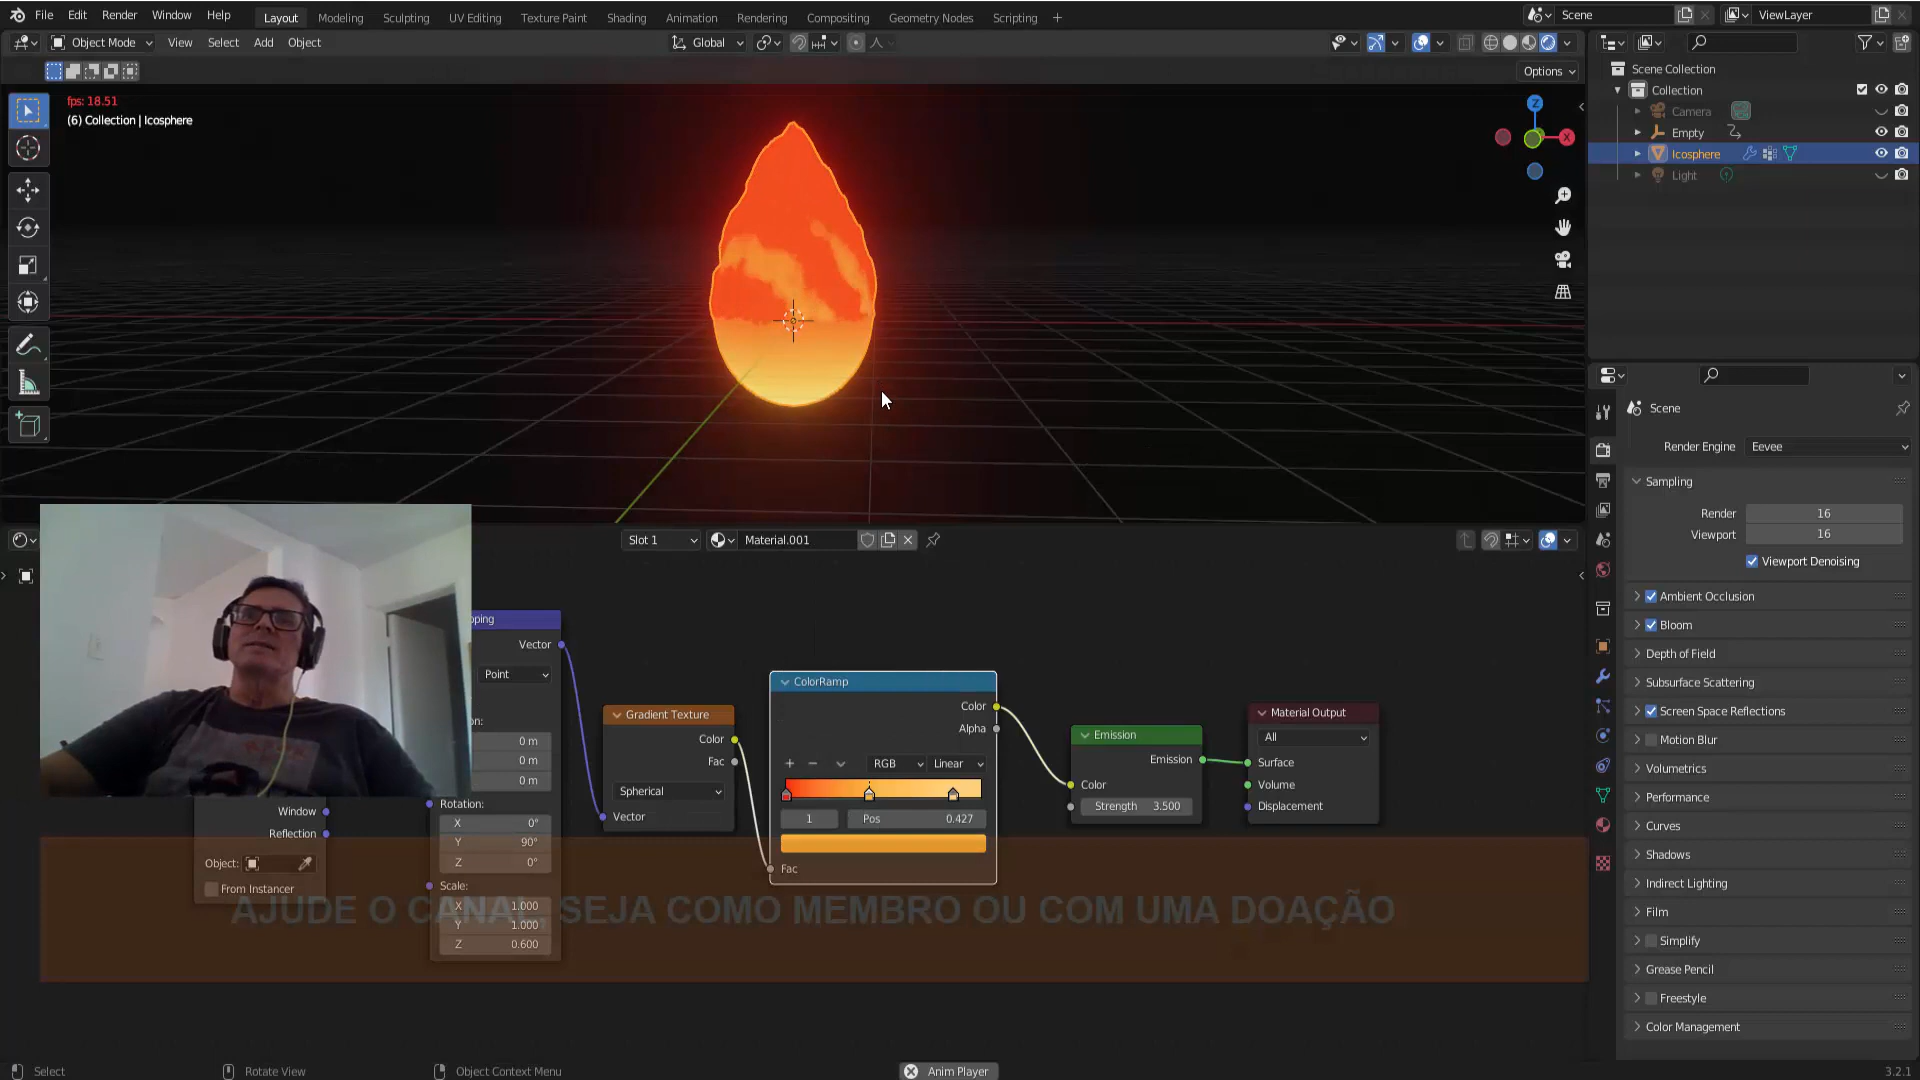 File Edit Render Window Help
Layout Modeling Sculpting UV Editing Texture Paint Shading Animation Rendering Compositing Geometry Nodes Scripting +
Scene
ViewLayer
Object Mode View Select Add Object
Global
Options
fps: 18.51
(6) Collection | Icosphere
Z
X
Scene Collection
Collection
Camera
Empty
Icosphere
Light
Scene
Render Engine Eevee
Sampling
Render 16
Viewport 16
Viewport Denoising
Ambient Occlusion
Bloom
Depth of Field
Subsurface Scattering
Screen Space Reflections
Motion Blur
Volumetrics
Performance
Curves
Shadows
Indirect Lighting
Film
Simplify
Grease Pencil
Freestyle
Color Management
Slot 1
Material.001
pping
Vector
Point
on:
0 m
0 m
0 m
Rotation:
X 0°
Y 90°
Z 0°
Scale:
X 1.000
Y 1.000
Z 0.600
Window
Reflection
Object:
From Instancer
Gradient Texture
Color
Fac
Spherical
Vector
ColorRamp
Color
Alpha
+ − RGB Linear
1 Pos 0.427
Fac
Emission
Emission
Color
Strength 3.500
Material Output
All
Surface
Volume
Displacement
AJUDE O CANAL, SEJA COMO MEMBRO OU COM UMA DOAÇÃO
Select Rotate View Object Context Menu Anim Player 3.2.1